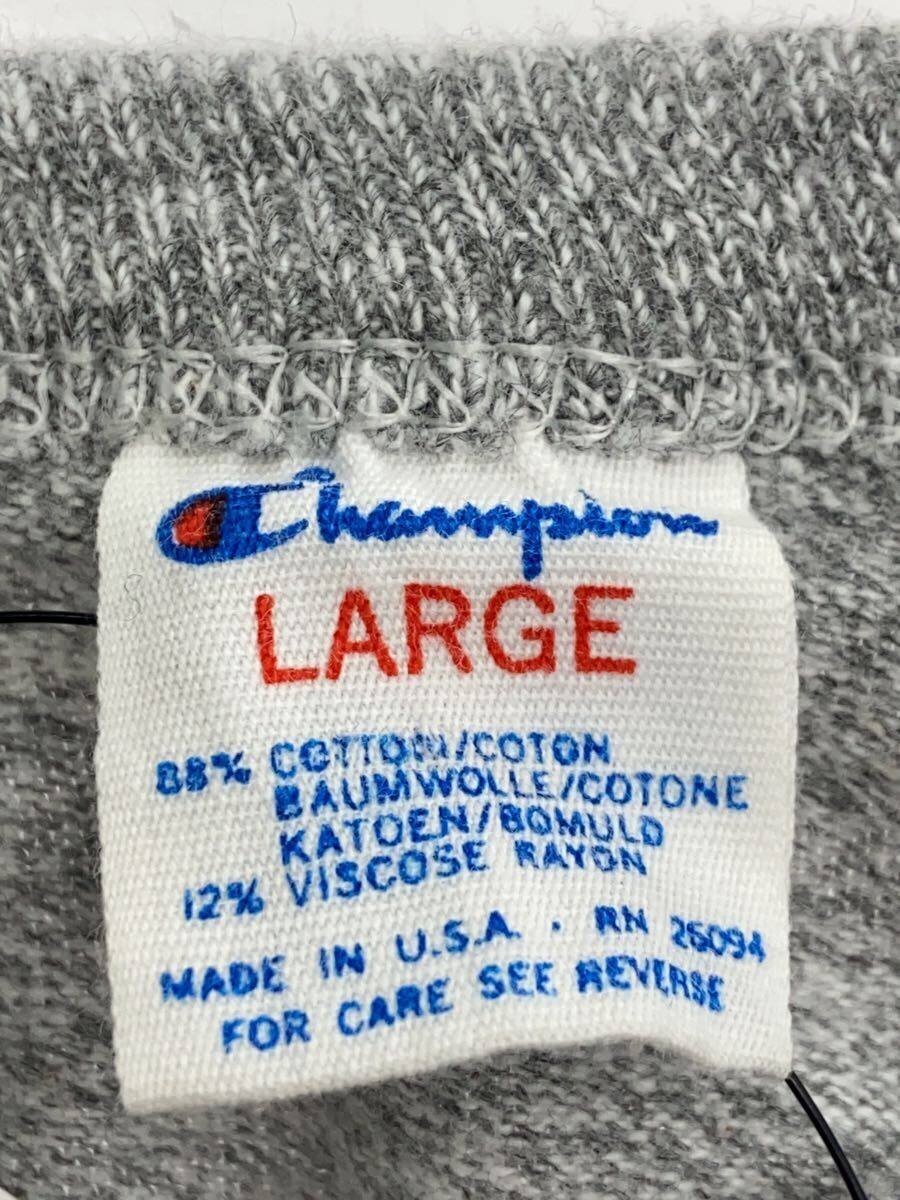 Champion
LARGE
88% COTTON/COTON
BAUMWOLLE/COTONE
KATOEN/BOMULD
12% VISCOSE RAYON
MADE IN U.S.A. · RN 26094
FOR CARE SEE REVERSE